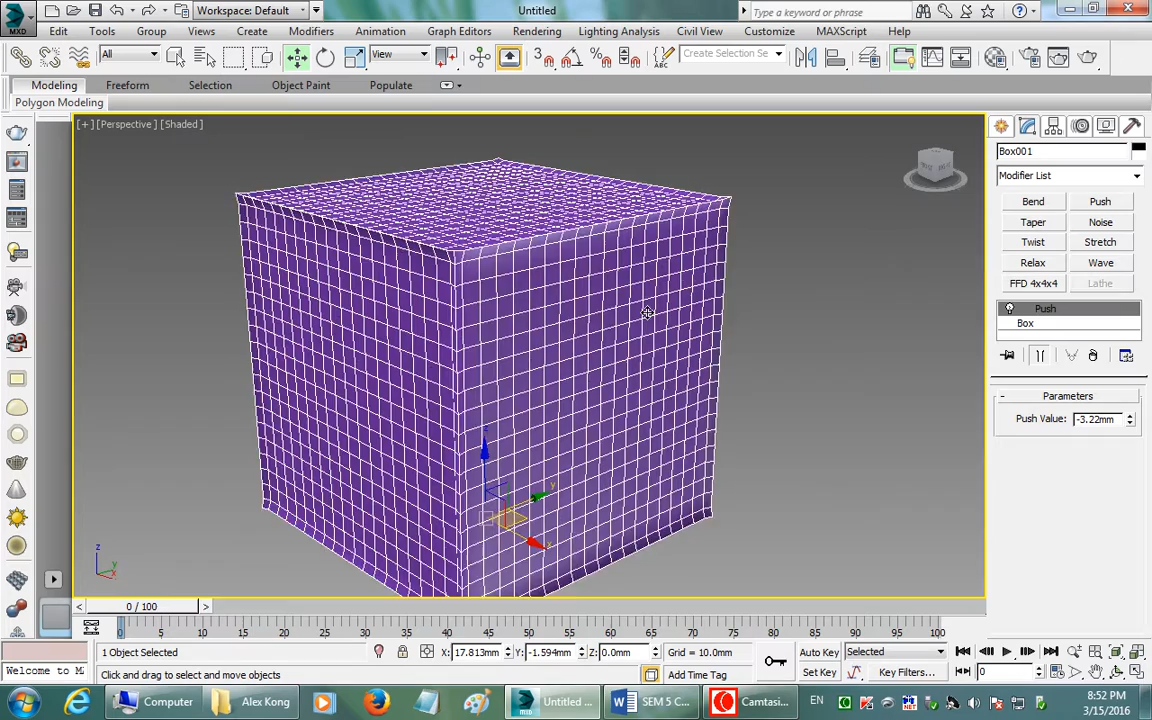 Workspace: Default
Untitled
Type a keyword or phrase
MXD
Edit Tools Group Views Create Modifiers Animation Graph Editors Rendering Lighting Analysis Civil View Customize MAXScript Help
All
View
ABC
Create Selection Se
Modeling Freeform Selection Object Paint Populate
Polygon Modeling
[+] [Perspective] [Shaded]
Box001
Modifier List
Bend Push
Taper Noise
Twist Stretch
Relax Wave
FFD 4x4x4 Lathe
Push
Box
- Parameters
Push Value: -3.22mm
z
y
x
z
y
x
< 0 / 100 >
0 5 10 15 20 25 30 35 40 45 50 55 60 65 70 75 80 85 90 95 100
1 Object Selected
X: 17.813mm Y: -1.594mm Z: 0.0mm
Grid = 10.0mm
Auto Key Selected
Welcome to M
Click and drag to select and move objects
Add Time Tag
Set Key Key Filters...
0
Computer
Alex Kong
Untitled ...
SEM 5 C...
Camtasi...
EN
8:52 PM
3/15/2016